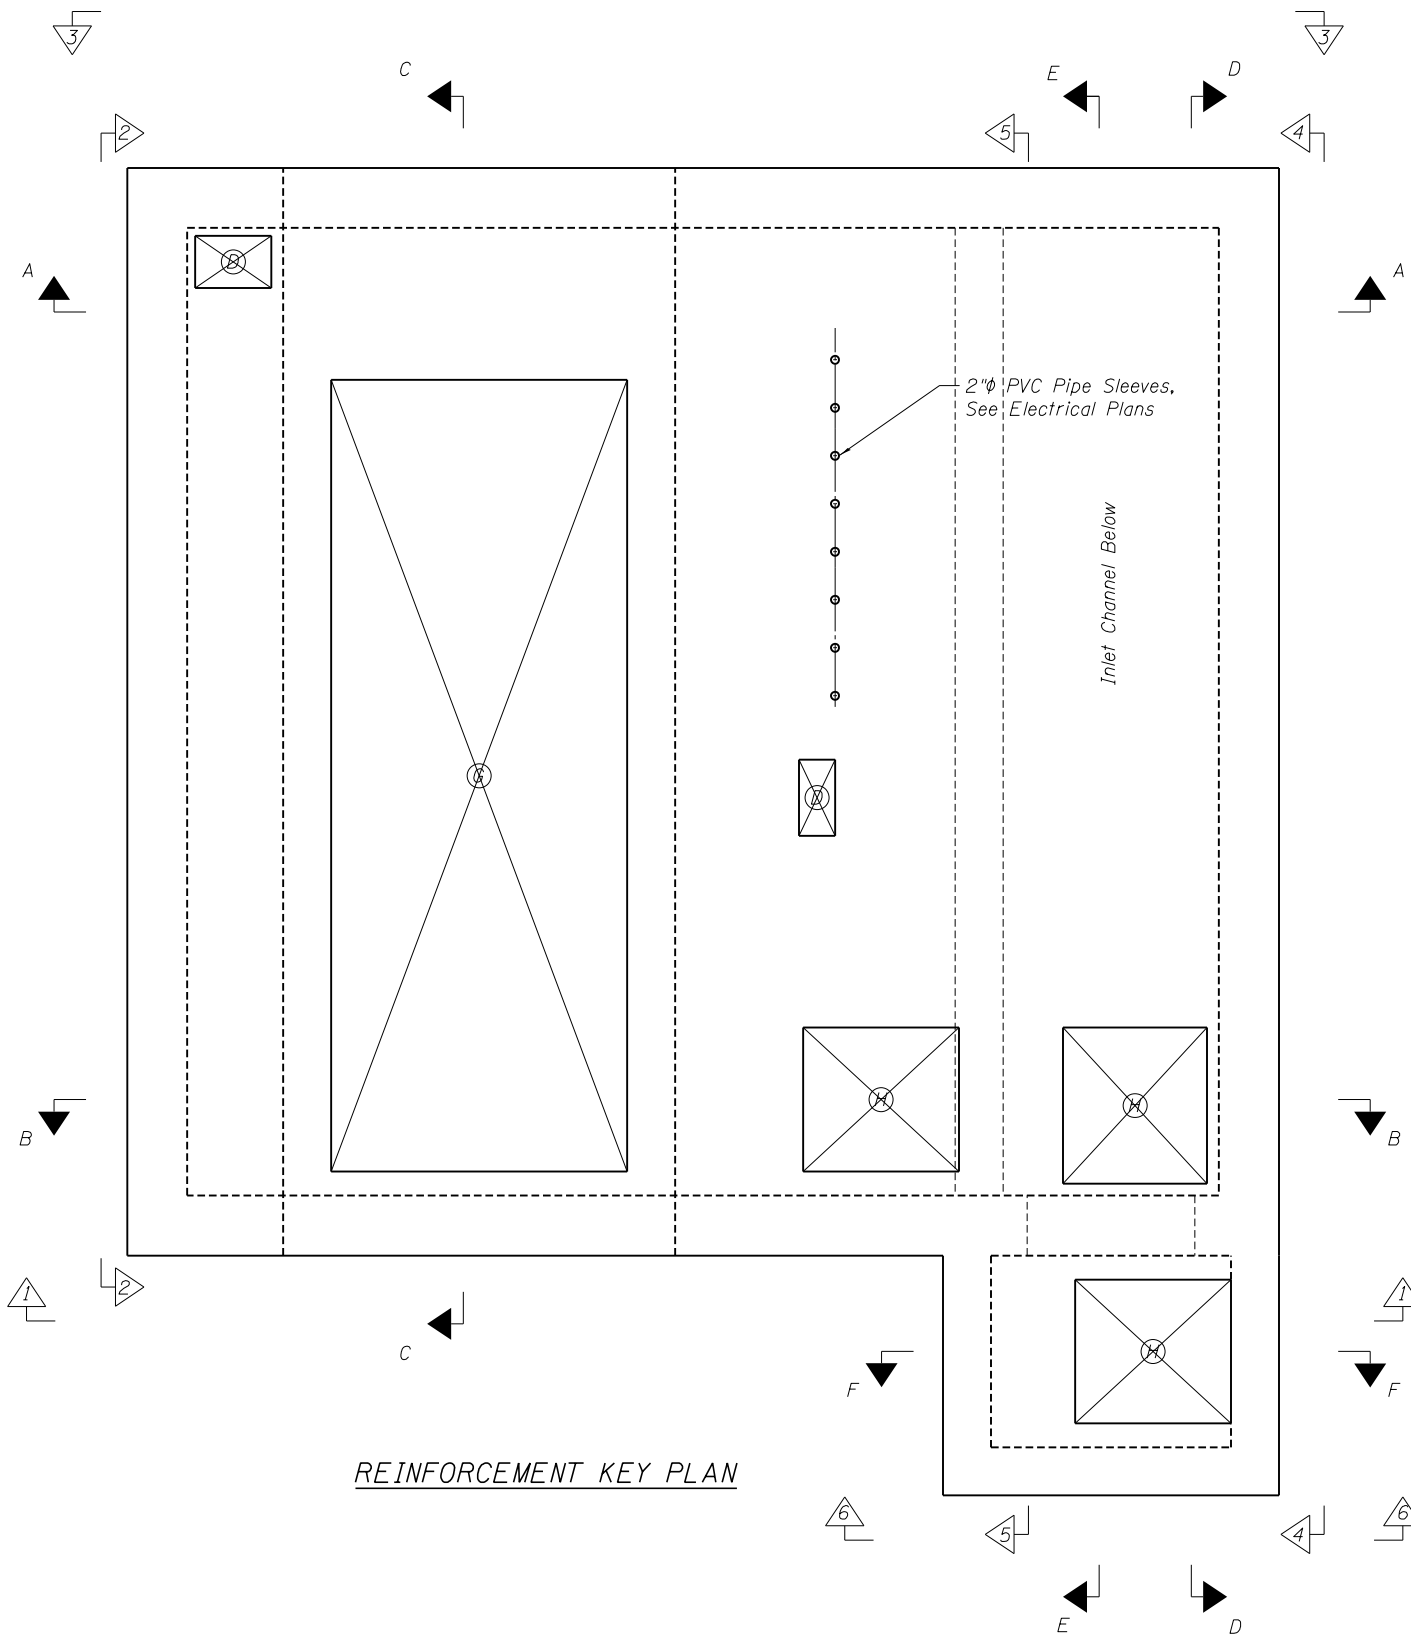 3
3
C
E
D
2
5
4
D
A
A
2"φ PVC Pipe Sleeves,
See Electrical Plans
Inlet Channel Below
G
D
H
H
B
B
1
2
1
C
H
F
F
REINFORCEMENT KEY PLAN
6
5
4
6
E
D